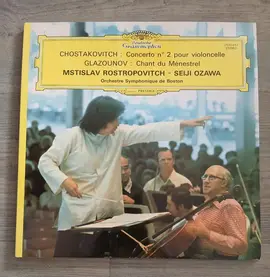 Deutsche
Grammophon
CHOSTAKOVITCH : Concerto n° 2 pour violoncelle
GLAZOUNOV : Chant du Ménestrel
MSTISLAV ROSTROPOVITCH - SEIJI OZAWA
Orchestre Symphonique de Boston